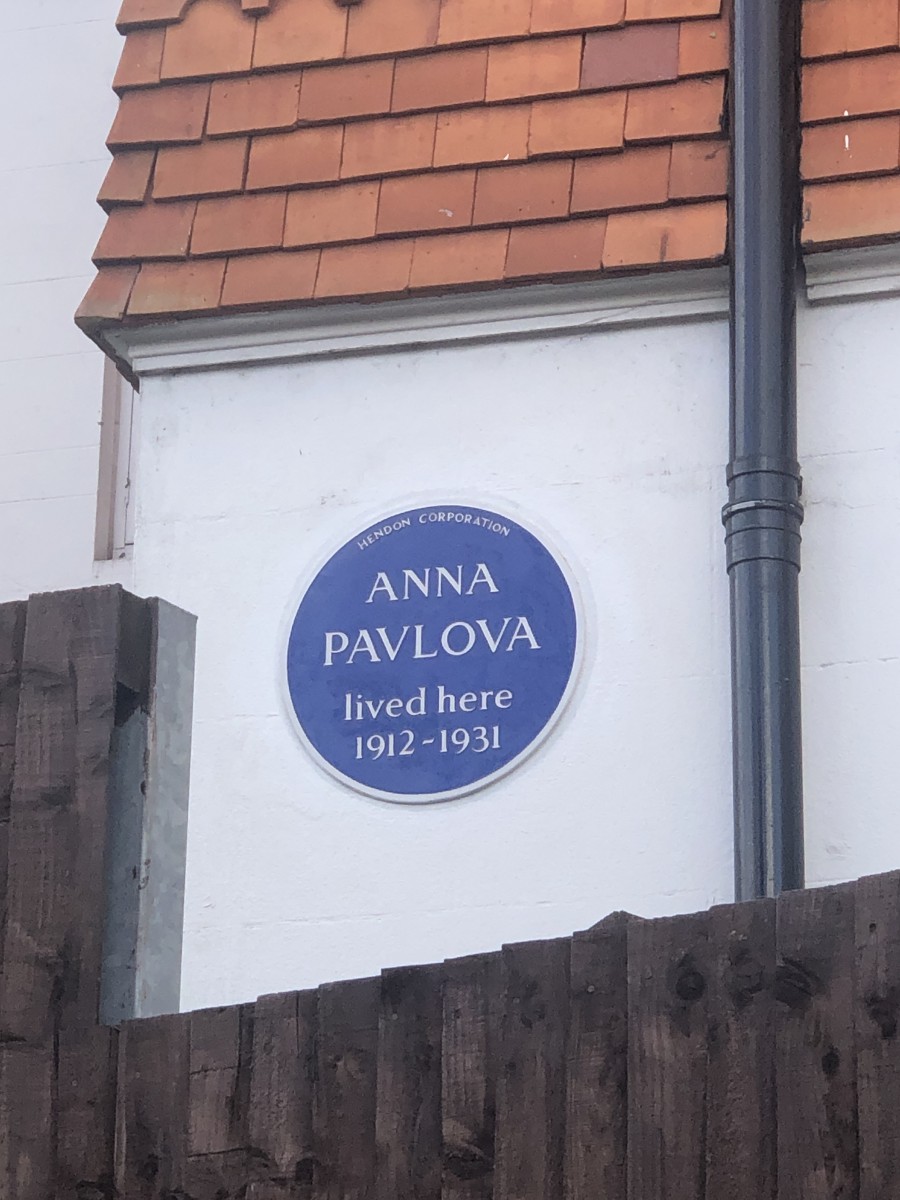 HENDON CORPORATION
ANNA
PAVLOVA
lived here
1912-1931